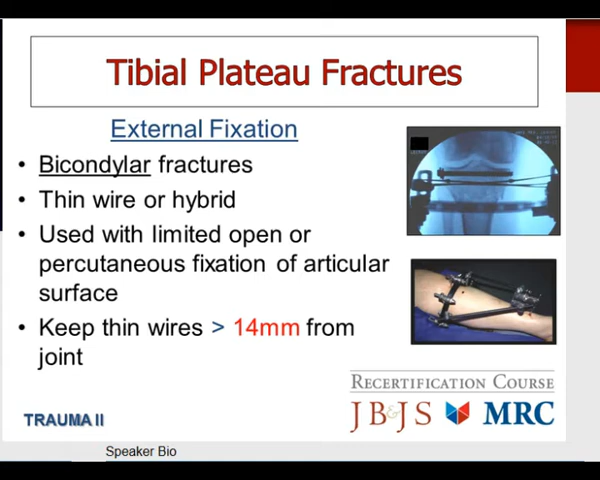 Tibial Plateau Fractures
External Fixation
• Bicondylar fractures
• Thin wire or hybrid
• Used with limited open or
percutaneous fixation of articular
surface
• Keep thin wires > 14mm from
joint
RECERTIFICATION COURSE
JB&JS MRC
TRAUMA II
Speaker Bio